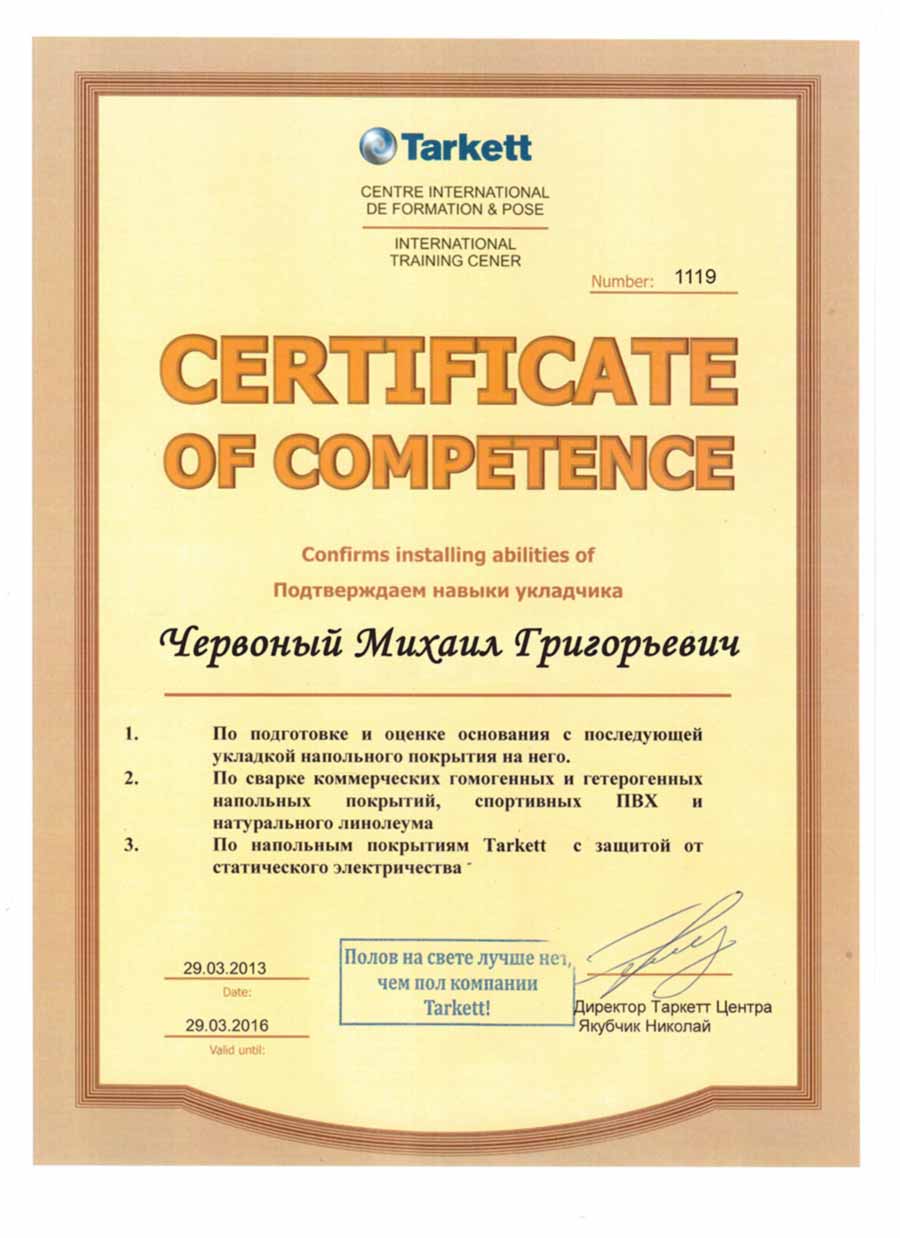 Tarkett
CENTRE INTERNATIONAL
DE FORMATION & POSE
INTERNATIONAL
TRAINING CENER
Number: 1119
CERTIFICATE
OF COMPETENCE
Confirms installing abilities of
Подтверждаем навыки укладчика
Червоный Михаил Григорьевич
1. По подготовке и оценке основания с последующей
укладкой напольного покрытия на него.
2. По сварке коммерческих гомогенных и гетерогенных
напольных покрытий, спортивных ПВХ и
натурального линолеума
3. По напольным покрытиям Tarkett с защитой от
статического электричества
29.03.2013
Date:
29.03.2016
Valid until:
Полов на свете лучше нет,
чем пол компании
Tarkett!
Директор Таркетт Центра
Якубчик Николай